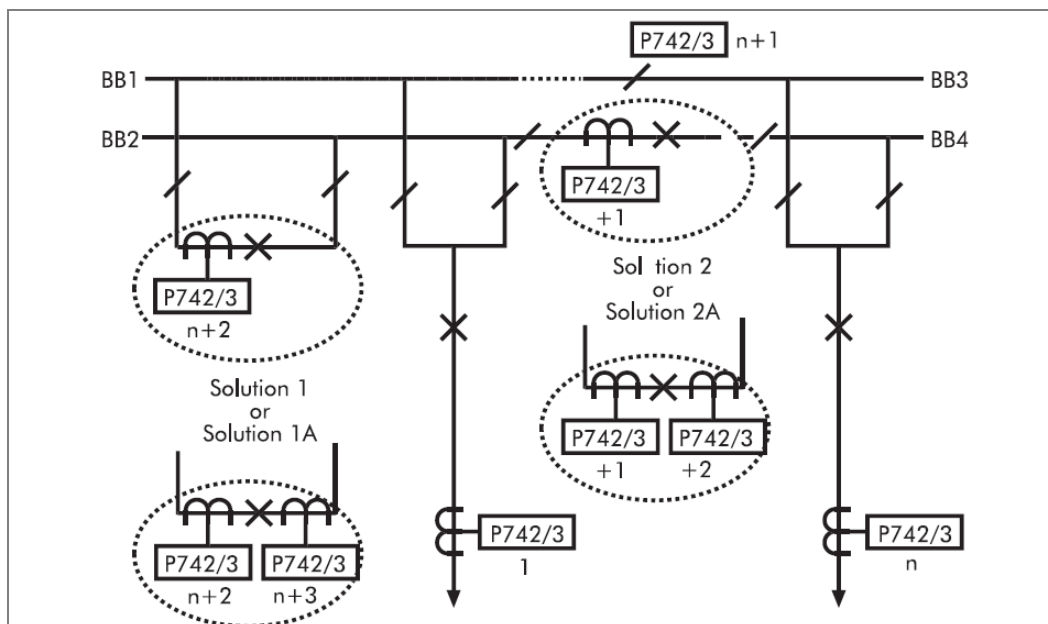 P742/3 n+1
BB1
BB3
BB2
BB4
P742/3
+1
P742/3
n+2
Sol tion 2
or
Solution 2A
Solution 1
or
Solution 1A
P742/3 P742/3
+1 +2
P742/3
1
P742/3
n
P742/3 P742/3
n+2 n+3